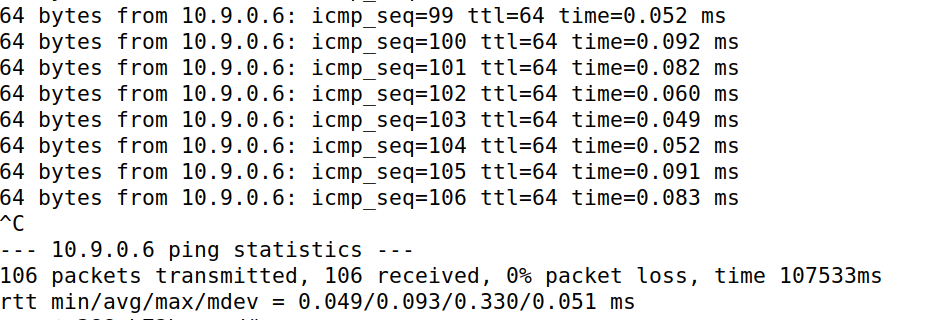 64 bytes from 10.9.0.6: icmp_seq=99 ttl=64 time=0.052 ms
64 bytes from 10.9.0.6: icmp_seq=100 ttl=64 time=0.092 ms
64 bytes from 10.9.0.6: icmp_seq=101 ttl=64 time=0.082 ms
64 bytes from 10.9.0.6: icmp_seq=102 ttl=64 time=0.060 ms
64 bytes from 10.9.0.6: icmp_seq=103 ttl=64 time=0.049 ms
64 bytes from 10.9.0.6: icmp_seq=104 ttl=64 time=0.052 ms
64 bytes from 10.9.0.6: icmp_seq=105 ttl=64 time=0.091 ms
64 bytes from 10.9.0.6: icmp_seq=106 ttl=64 time=0.083 ms
^C
--- 10.9.0.6 ping statistics ---
106 packets transmitted, 106 received, 0% packet loss, time 107533ms
rtt min/avg/max/mdev = 0.049/0.093/0.330/0.051 ms